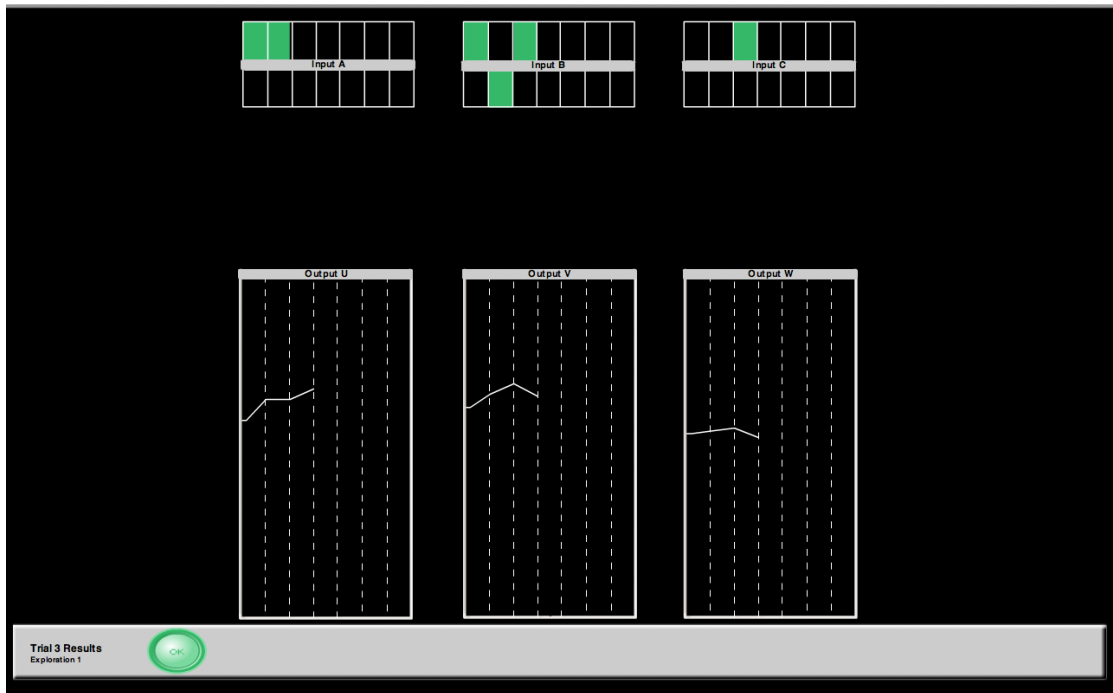 Input A
Input B
Input C
Output U
Output V
Output W
Trial 3 Results
Exploration 1
OK